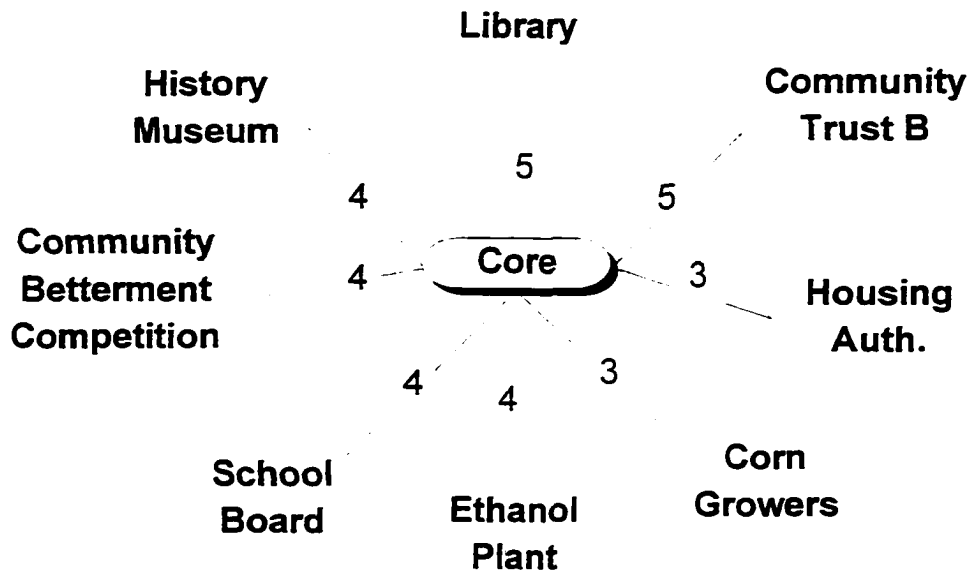 Library
History
Museum
Community
Trust B
5
4
5
Community
Betterment
Competition
4
Core
3
Housing
Auth.
4
4
3
School
Board
Ethanol
Plant
Corn
Growers